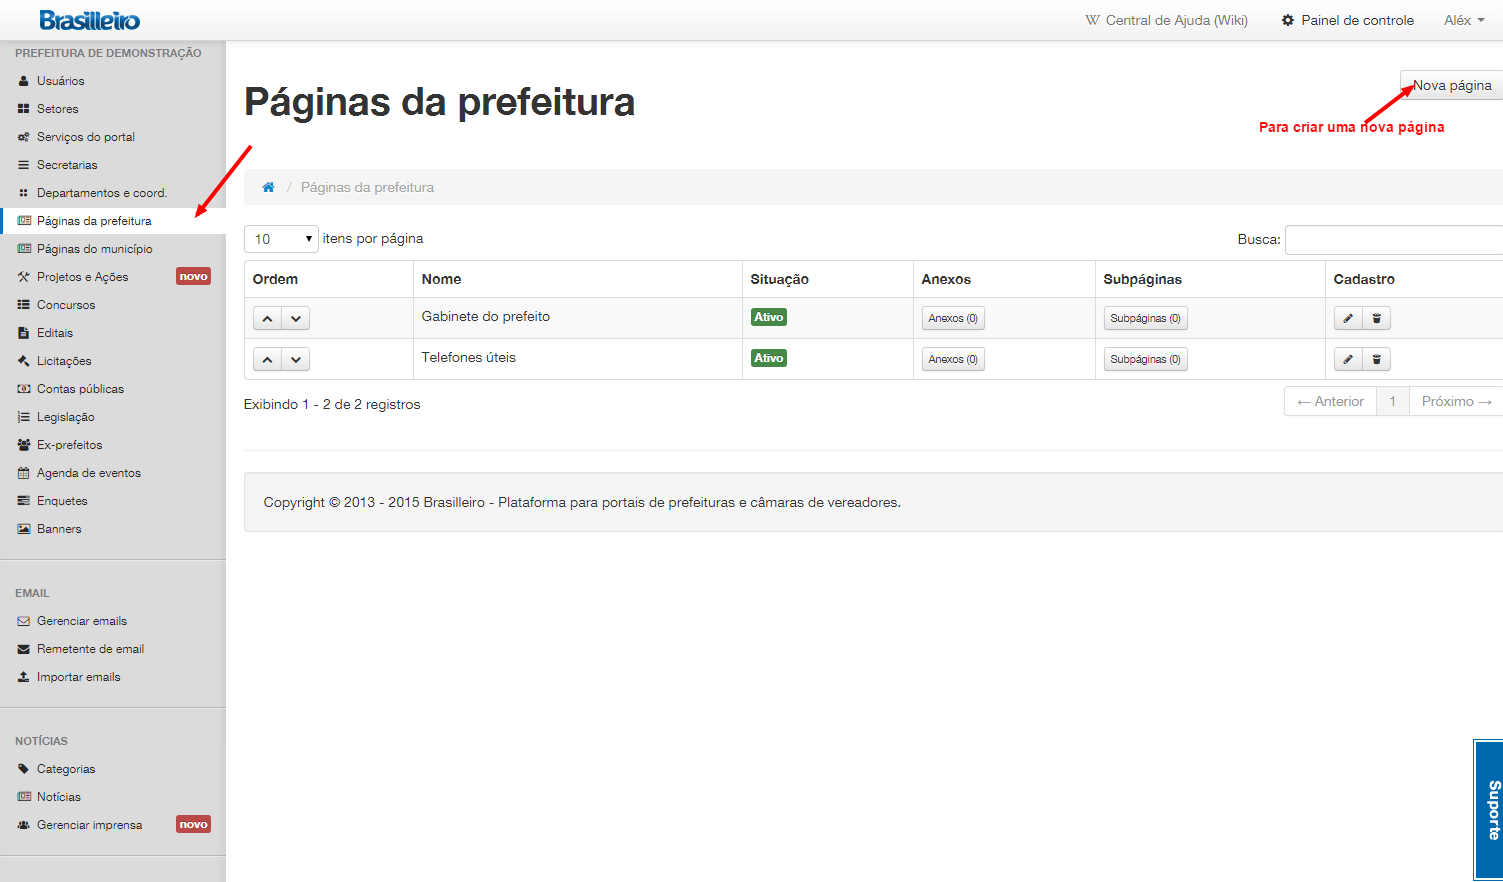 Brasilleiro
Central de Ajuda (Wiki) Painel de controle Aléx
PREFEITURA DE DEMONSTRAÇÃO
Usuários
Setores
Serviços do portal
Secretarias
Departamentos e coord.
Páginas da prefeitura
Páginas do município
Projetos e Ações novo
Concursos
Editais
Licitações
Contas públicas
Legislação
Ex-prefeitos
Agenda de eventos
Enquetes
Banners
EMAIL
Gerenciar emails
Remetente de email
Importar emails
NOTÍCIAS
Categorias
Notícias
Gerenciar imprensa novo
Páginas da prefeitura
Nova página
Para criar uma nova página
/ Páginas da prefeitura
10 itens por página
Busca:
Ordem Nome Situação Anexos Subpáginas Cadastro
Gabinete do prefeito Ativo Anexos (0) Subpáginas (0)
Telefones úteis Ativo Anexos (0) Subpáginas (0)
Exibindo 1 - 2 de 2 registros
← Anterior 1 Próximo →
Copyright © 2013 - 2015 Brasilleiro - Plataforma para portais de prefeituras e câmaras de vereadores.
Suporte